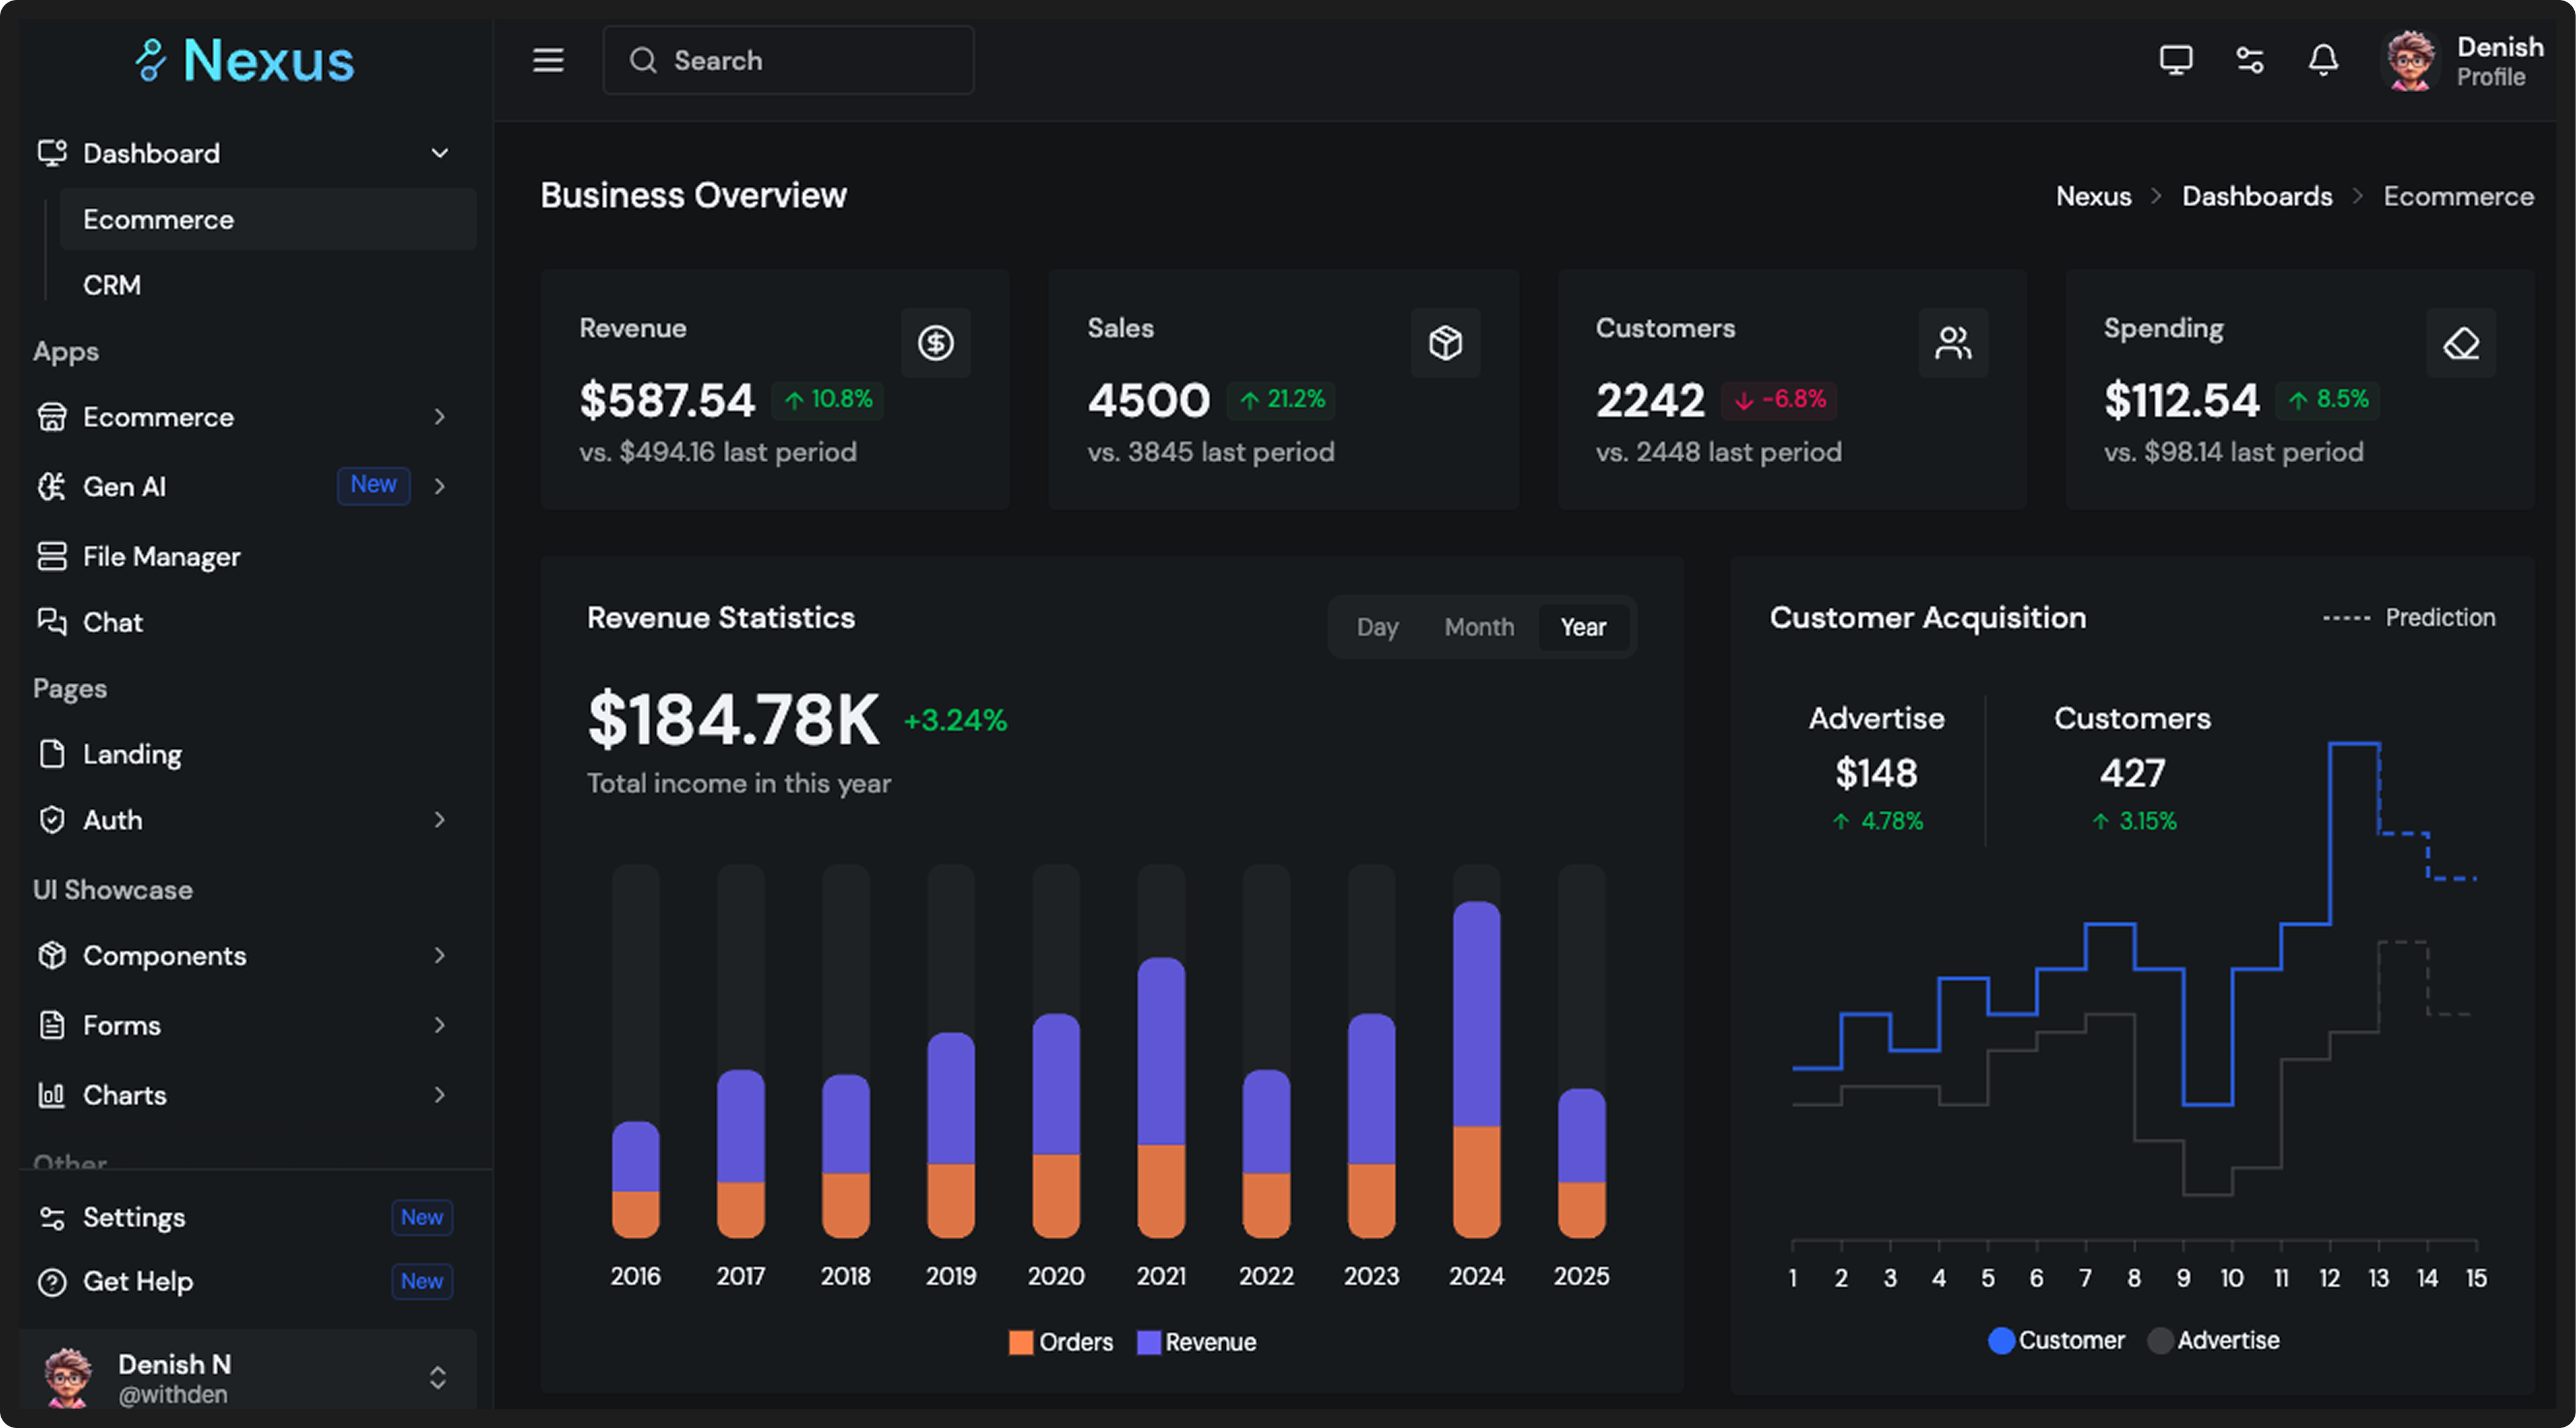 Nexus
Dashboard
Ecommerce
CRM
Apps
Ecommerce
Gen AI New
File Manager
Chat
Pages
Landing
Auth
UI Showcase
Components
Forms
Charts
Other
Settings New
Get Help New
Denish N
@withden
Search
Denish
Profile
Business Overview
Nexus > Dashboards > Ecommerce
Revenue
$587.54 ↑ 10.8%
vs. $494.16 last period
Sales
4500 ↑ 21.2%
vs. 3845 last period
Customers
2242 ↓ -6.8%
vs. 2448 last period
Spending
$112.54 ↑ 8.5%
vs. $98.14 last period
Revenue Statistics
Day Month Year
$184.78K +3.24%
Total income in this year
2016 2017 2018 2019 2020 2021 2022 2023 2024 2025
Orders Revenue
Customer Acquisition
Prediction
Advertise
$148
↑ 4.78%
Customers
427
↑ 3.15%
1 2 3 4 5 6 7 8 9 10 11 12 13 14 15
Customer Advertise